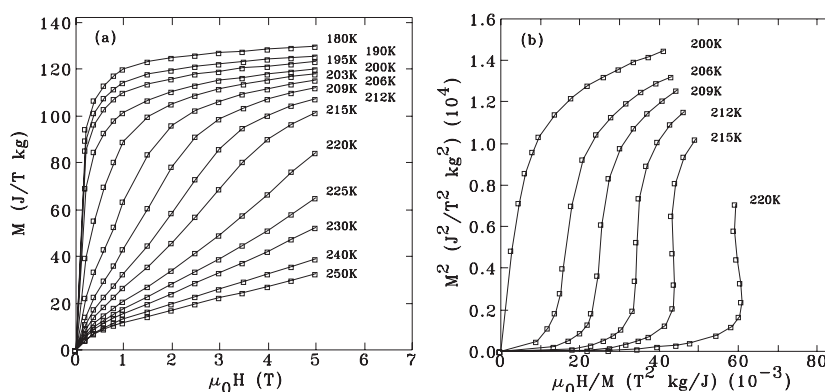 (a)
M (J/T kg)
140
120
100
80
60
40
20
0
180K
190K
195K
200K
203K
206K
209K
212K
215K
220K
225K
230K
240K
250K
0 1 2 3 4 5 6 7
μ₀H (T)
(b)
M² (J²/T² kg²) (10⁴)
1.6
1.4
1.2
1.0
0.8
0.6
0.4
0.2
0.0
200K
206K
209K
212K
215K
220K
0 20 40 60 80
μ₀H/M (T² kg/J) (10⁻³)